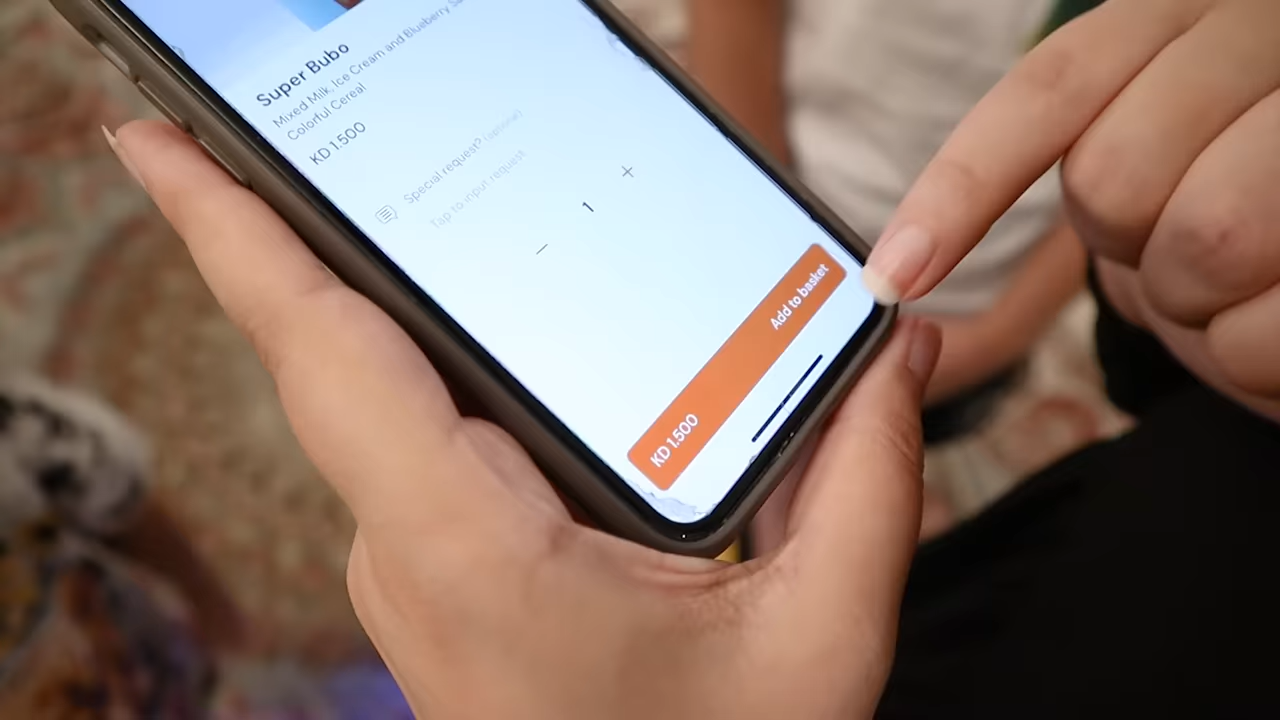 Super Bubo
Mixed Milk, Ice Cream and Blueberry
Colorful Cereal
KD 1.500
Special request? (optional)
Tap to input request
− 1 +
KD 1.500 Add to basket